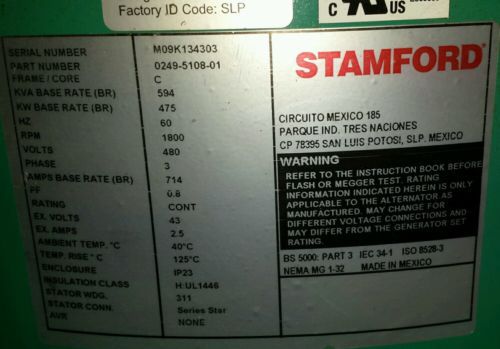 Factory ID Code: SLP
C UL US
SERIAL NUMBER M09K134303
PART NUMBER 0249-5108-01
FRAME / CORE C
KVA BASE RATE (BR) 594
KW BASE RATE (BR) 475
HZ 60
RPM 1800
VOLTS 480
PHASE 3
AMPS BASE RATE (BR) 714
PF 0.8
RATING CONT
EX. VOLTS 43
EX. AMPS 2.5
AMBIENT TEMP. °C 40°C
TEMP. RISE ° C 125°C
ENCLOSURE IP23
INSULATION CLASS H:UL1446
STATOR WDG. 311
STATOR CONN. Series Star
AVR NONE
STAMFORD
CIRCUITO MEXICO 185
PARQUE IND. TRES NACIONES
CP 78395 SAN LUIS POTOSI, SLP. MEXICO
WARNING
REFER TO THE INSTRUCTION BOOK BEFORE
FLASH OR MEGGER TEST. RATING
INFORMATION INDICATED HEREIN IS ONLY
APPLICABLE TO THE ALTERNATOR AS
MANUFACTURED. MAY CHANGE FOR
DIFFERENT VOLTAGE CONNECTIONS AND
MAY DIFFER FROM THE GENERATOR SET
RATING.
BS 5000: PART 3 IEC 34-1 ISO 8528-3
NEMA MG 1-32 MADE IN MEXICO